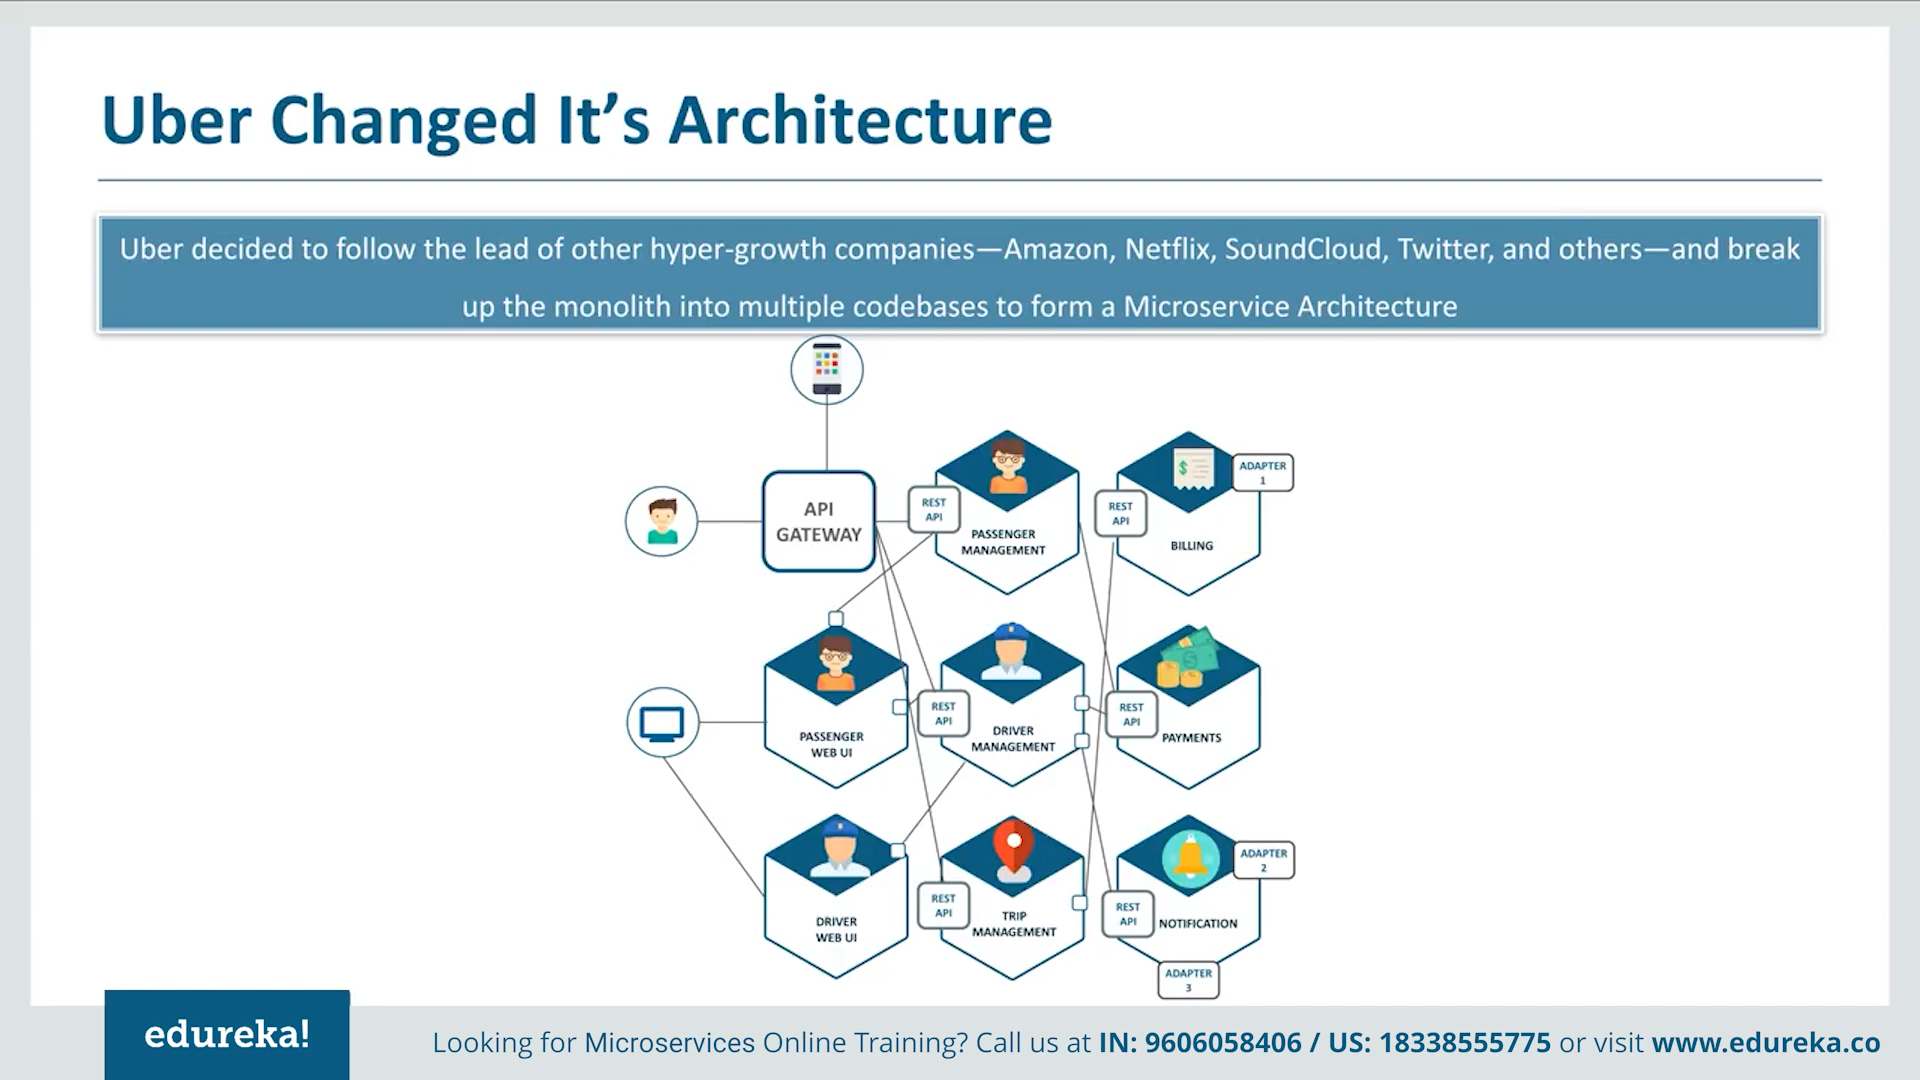 Uber Changed It’s Architecture
Uber decided to follow the lead of other hyper-growth companies—Amazon, Netflix, SoundCloud, Twitter, and others—and break
up the monolith into multiple codebases to form a Microservice Architecture
API
GATEWAY
REST
API
PASSENGER
MANAGEMENT
REST
API
BILLING
ADAPTER
1
PASSENGER
WEB UI
REST
API
DRIVER
MANAGEMENT
REST
API
PAYMENTS
DRIVER
WEB UI
REST
API
TRIP
MANAGEMENT
REST
API
NOTIFICATION
ADAPTER
2
ADAPTER
3
edureka!
Looking for Microservices Online Training? Call us at IN: 9606058406 / US: 18338555775 or visit www.edureka.co